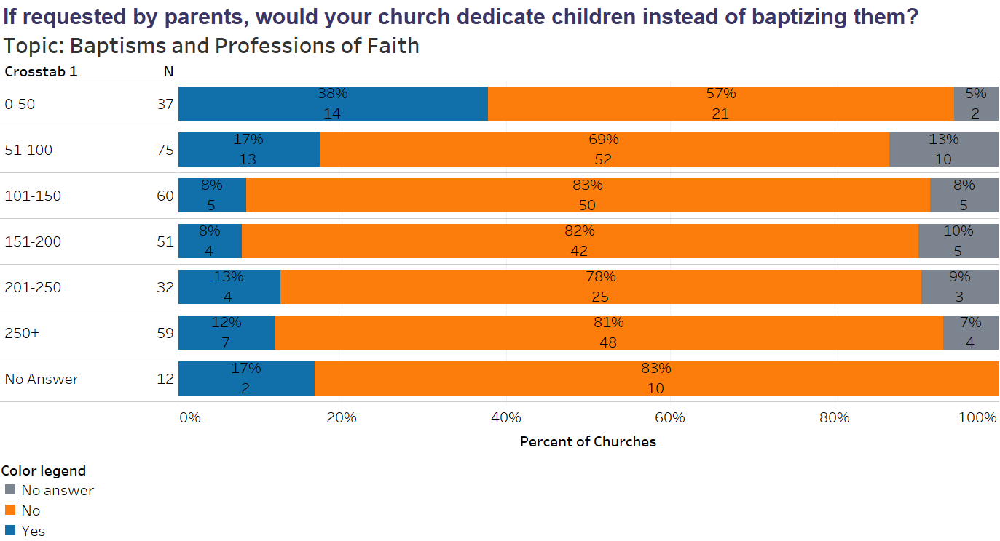 If requested by parents, would your church dedicate children instead of baptizing them?
Topic: Baptisms and Professions of Faith
Crosstab 1 N
0-50 37 38% 57% 5%
14 21 2
51-100 75 17% 69% 13%
13 52 10
101-150 60 8% 83% 8%
5 50 5
151-200 51 8% 82% 10%
4 42 5
201-250 32 13% 78% 9%
4 25 3
250+ 59 12% 81% 7%
7 48 4
No Answer 12 17% 83%
2 10
0% 20% 40% 60% 80% 100%
Percent of Churches
Color legend
No answer
No
Yes